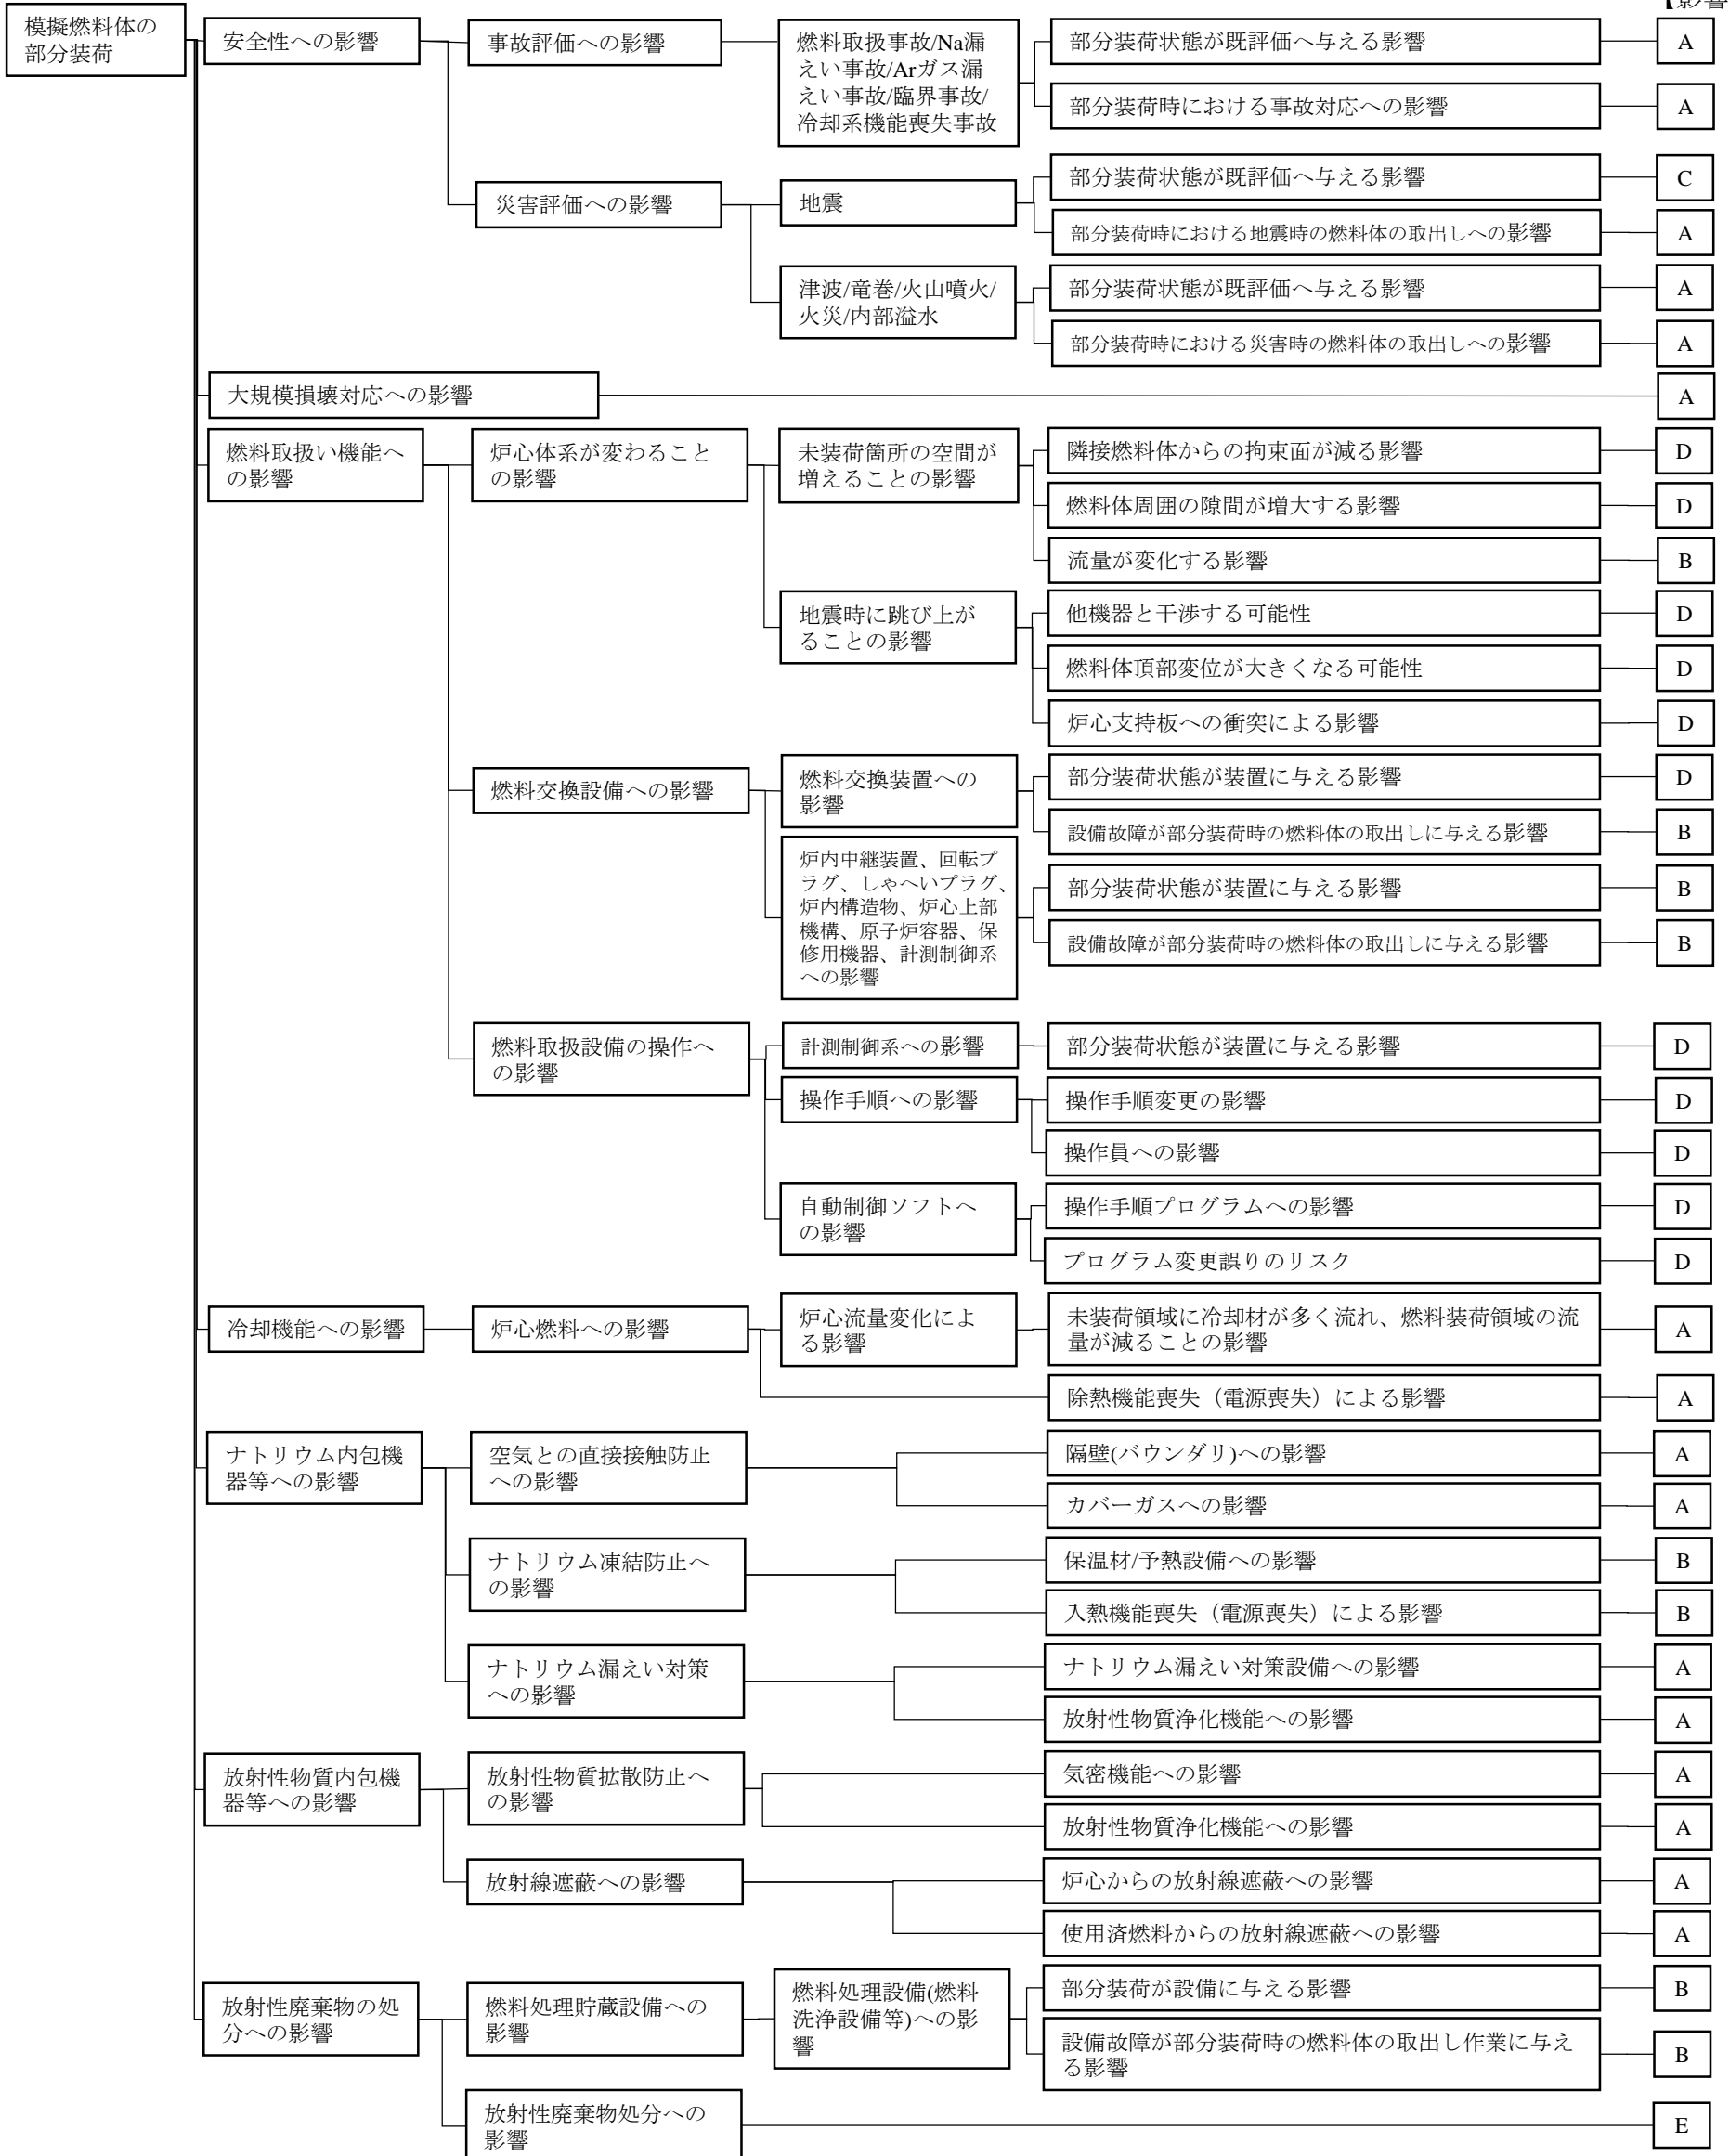 【影響
模擬燃料体の
部分装荷
安全性への影響
事故評価への影響
燃料取扱事故/Na漏
えい事故/Arガス漏
えい事故/臨界事故/
冷却系機能喪失事故
部分装荷状態が既評価へ与える影響
A
部分装荷時における事故対応への影響
A
災害評価への影響
地震
部分装荷状態が既評価へ与える影響
C
部分装荷時における地震時の燃料体の取出しへの影響
A
津波/竜巻/火山噴火/
火災/内部溢水
部分装荷状態が既評価へ与える影響
A
部分装荷時における災害時の燃料体の取出しへの影響
A
大規模損壊対応への影響
A
燃料取扱い機能へ
の影響
炉心体系が変わること
の影響
未装荷箇所の空間が
増えることの影響
隣接燃料体からの拘束面が減る影響
D
燃料体周囲の隙間が増大する影響
D
流量が変化する影響
B
地震時に跳び上が
ることの影響
他機器と干渉する可能性
D
燃料体頂部変位が大きくなる可能性
D
炉心支持板への衝突による影響
D
燃料交換設備への影響
燃料交換装置への
影響
部分装荷状態が装置に与える影響
D
設備故障が部分装荷時の燃料体の取出しに与える影響
B
炉内中継装置、回転プ
ラグ、しゃへいプラグ、
炉内構造物、炉心上部
機構、原子炉容器、保
修用機器、計測制御系
への影響
部分装荷状態が装置に与える影響
B
設備故障が部分装荷時の燃料体の取出しに与える影響
B
燃料取扱設備の操作へ
の影響
計測制御系への影響
部分装荷状態が装置に与える影響
D
操作手順への影響
操作手順変更の影響
D
操作員への影響
D
自動制御ソフトへ
の影響
操作手順プログラムへの影響
D
プログラム変更誤りのリスク
D
冷却機能への影響
炉心燃料への影響
炉心流量変化によ
る影響
未装荷領域に冷却材が多く流れ、燃料装荷領域の流
量が減ることの影響
A
除熱機能喪失（電源喪失）による影響
A
ナトリウム内包機
器等への影響
空気との直接接触防止
への影響
隔壁(バウンダリ)への影響
A
カバーガスへの影響
A
ナトリウム凍結防止へ
の影響
保温材/予熱設備への影響
B
入熱機能喪失（電源喪失）による影響
B
ナトリウム漏えい対策
への影響
ナトリウム漏えい対策設備への影響
A
放射性物質浄化機能への影響
A
放射性物質内包機
器等への影響
放射性物質拡散防止へ
の影響
気密機能への影響
A
放射性物質浄化機能への影響
A
放射線遮蔽への影響
炉心からの放射線遮蔽への影響
A
使用済燃料からの放射線遮蔽への影響
A
放射性廃棄物の処
分への影響
燃料処理貯蔵設備への
影響
燃料処理設備(燃料
洗浄設備等)への影
響
部分装荷が設備に与える影響
B
設備故障が部分装荷時の燃料体の取出し作業に与え
る影響
B
放射性廃棄物処分への
影響
E